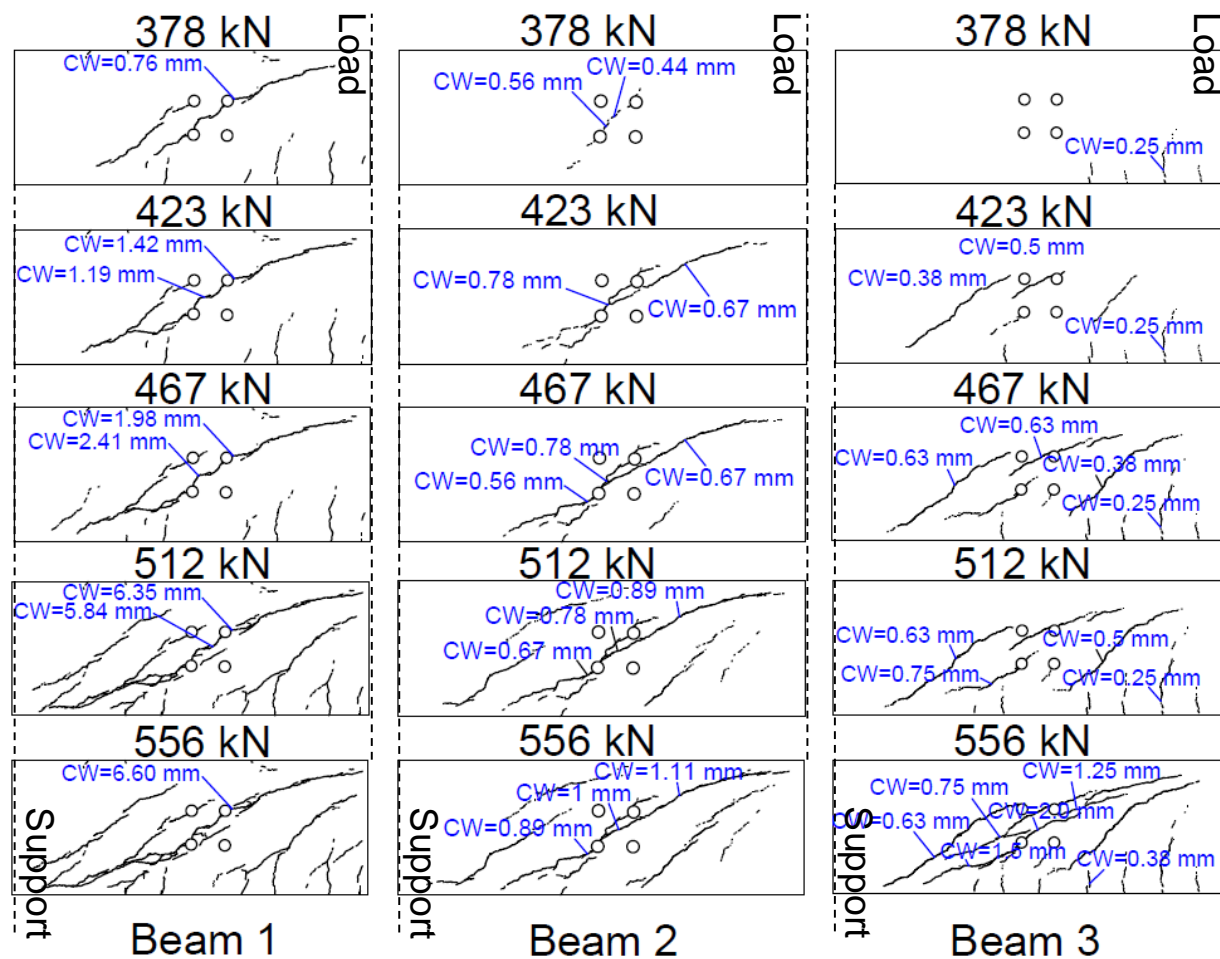 378 kN
CW=0.76 mm
Load
423 kN
CW=1.42 mm
CW=1.19 mm
467 kN
CW=1.98 mm
CW=2.41 mm
512 kN
CW=6.35 mm
CW=5.84 mm
556 kN
CW=6.60 mm
Support
Beam 1
378 kN
CW=0.44 mm
CW=0.56 mm
Load
423 kN
CW=0.78 mm
CW=0.67 mm
467 kN
CW=0.78 mm
CW=0.67 mm
CW=0.56 mm
512 kN
CW=0.89 mm
CW=0.78 mm
CW=0.67 mm
556 kN
CW=1.11 mm
CW=1 mm
CW=0.89 mm
Support
Beam 2
378 kN
Load
CW=0.25 mm
423 kN
CW=0.5 mm
CW=0.38 mm
CW=0.25 mm
467 kN
CW=0.63 mm
CW=0.63 mm
CW=0.38 mm
CW=0.25 mm
512 kN
CW=0.63 mm
CW=0.5 mm
CW=0.75 mm
CW=0.25 mm
556 kN
CW=1.25 mm
CW=0.75 mm
CW=2.0 mm
CW=0.63 mm
CW=1.5 mm
CW=0.38 mm
Support
Beam 3